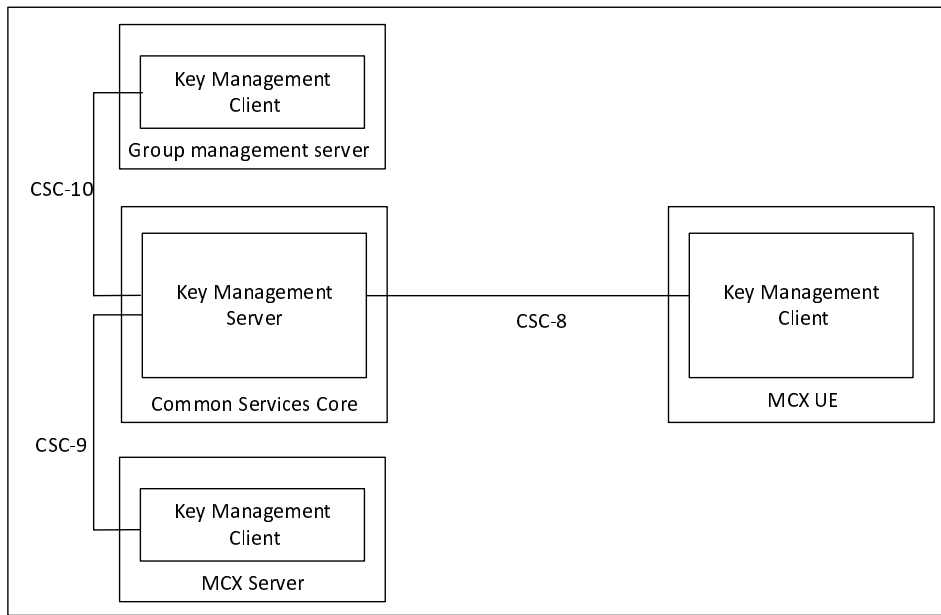 Key Management
Client
Group management server
CSC-10
Key Management
Server
Common Services Core
CSC-8
Key Management
Client
MCX UE
CSC-9
Key Management
Client
MCX Server